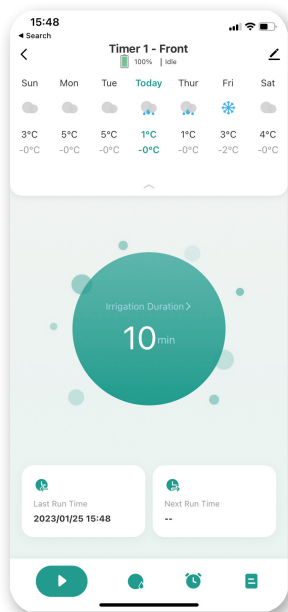 15:48
◀ Search
Timer 1 - Front
100% | Idle
Sun Mon Tue Today Thur Fri Sat
3°C 5°C 5°C 1°C 1°C 3°C 4°C
-0°C -0°C -0°C -0°C -0°C -2°C -0°C
Irrigation Duration >
10 min
Last Run Time
2023/01/25 15:48
Next Run Time
--